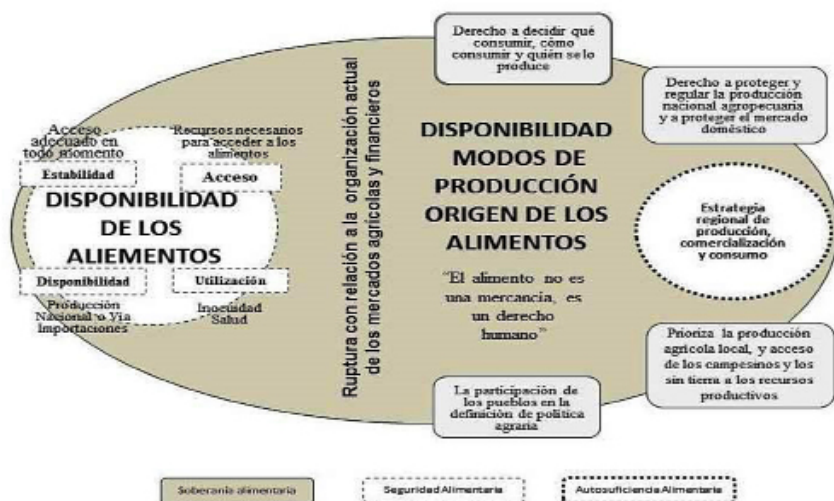 Derecho a decidir qué
consumir, cómo
consumir y quién se lo
produce
Derecho a proteger y
regular la producción
nacional agropecuaria
y a proteger el mercado
doméstico
Acceso
adecuado en
todo momento
Estabilidad
Recursos necesarios
para acceder a los
alimentos
Acceso
DISPONIBILIDAD
DE LOS
ALIEMENTOS
Disponibilidad
Producción
Nacional o Vía
Importaciones
Utilización
Inocuidad
Salud
Ruptura con relación a la organización actual
de los mercados agrícolas y financieros
DISPONIBILIDAD
MODOS DE
PRODUCCIÓN
ORIGEN DE LOS
ALIMENTOS
"El alimento no es
una mercancía, es
un derecho
humano"
Estrategia
regional de
producción,
comercialización
y consumo
Prioriza la producción
agrícola local, y acceso
de los campesinos y los
sin tierra a los recursos
productivos
La participación de
los pueblos en la
definición de política
agraria
Soberanía alimentaria
Seguridad Alimentaria
Autosuficiencia Alimentaria